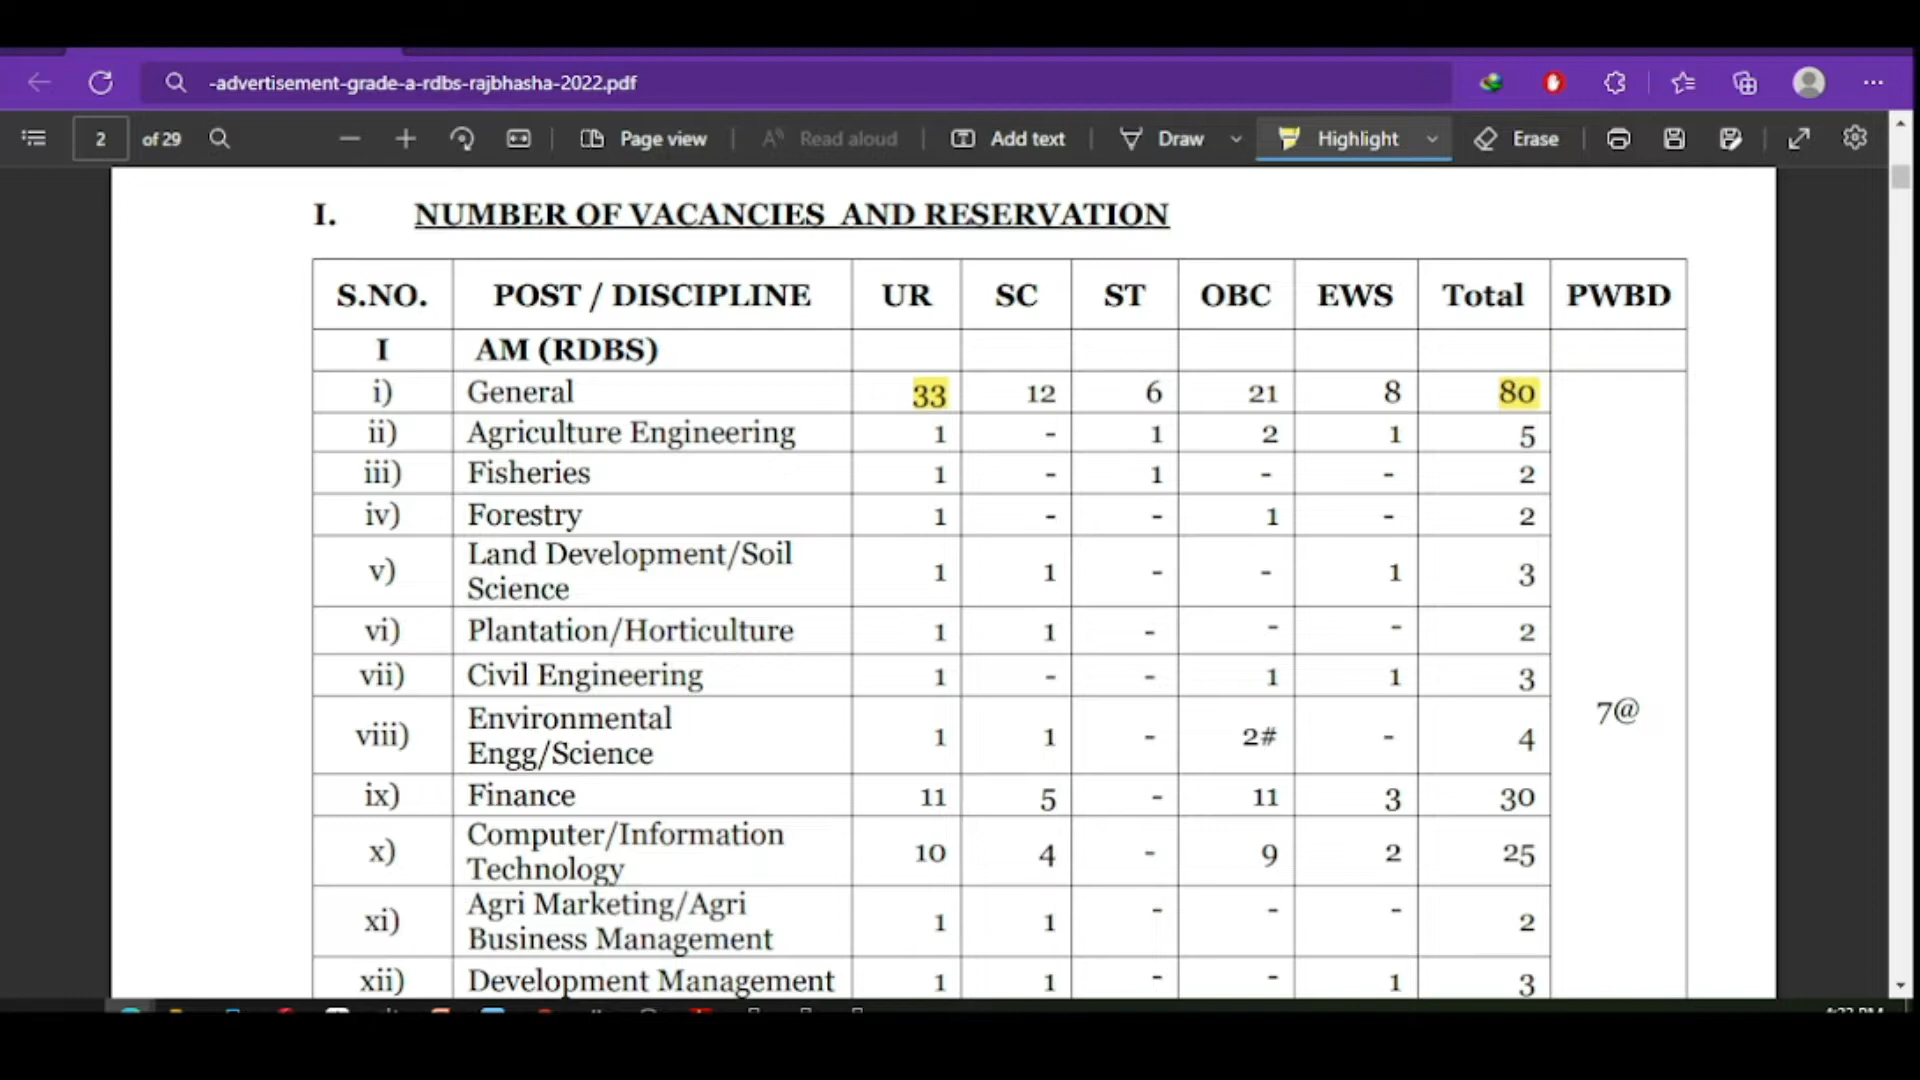 -advertisement-grade-a-rdbs-rajbhasha-2022.pdf
2 of 29 Page view Read aloud Add text Draw Highlight Erase
I. NUMBER OF VACANCIES AND RESERVATION
S.NO. POST / DISCIPLINE UR SC ST OBC EWS Total PWBD
I AM (RDBS)
i) General 33 12 6 21 8 80
ii) Agriculture Engineering 1 - 1 2 1 5
iii) Fisheries 1 - 1 - - 2
iv) Forestry 1 - - 1 - 2
v) Land Development/Soil
Science 1 1 - - 1 3
vi) Plantation/Horticulture 1 1 - - - 2
vii) Civil Engineering 1 - - 1 1 3
7@
viii) Environmental
Engg/Science 1 1 - 2# - 4
ix) Finance 11 5 - 11 3 30
x) Computer/Information
Technology 10 4 - 9 2 25
xi) Agri Marketing/Agri
Business Management 1 1 - - - 2
xii) Development Management 1 1 - - 1 3